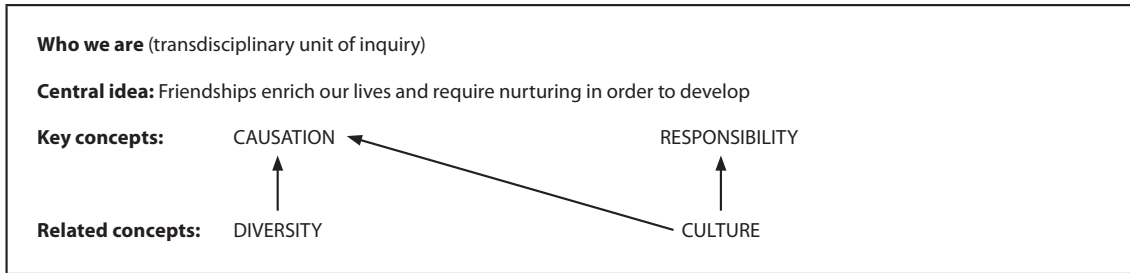 Who we are (transdisciplinary unit of inquiry)
Central idea: Friendships enrich our lives and require nurturing in order to develop
Key concepts: CAUSATION RESPONSIBILITY
Related concepts: DIVERSITY CULTURE